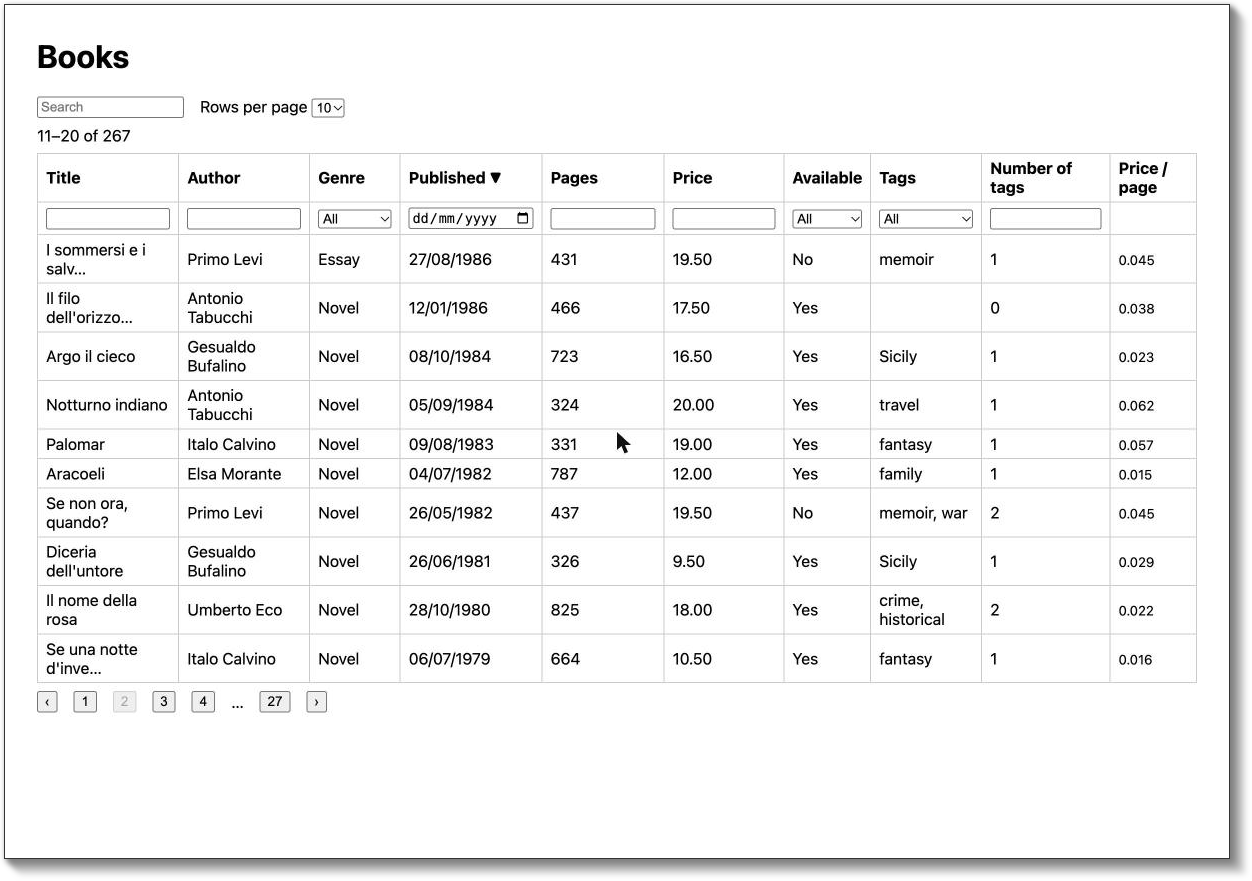 Books
Search Rows per page 10
11–20 of 267
Title Author Genre Published ▼ Pages Price Available Tags Number of tags Price / page
All dd/mm/yyyy All All
I sommersi e i salv... Primo Levi Essay 27/08/1986 431 19.50 No memoir 1 0.045
Il filo dell'orizzo... Antonio Tabucchi Novel 12/01/1986 466 17.50 Yes 0 0.038
Argo il cieco Gesualdo Bufalino Novel 08/10/1984 723 16.50 Yes Sicily 1 0.023
Notturno indiano Antonio Tabucchi Novel 05/09/1984 324 20.00 Yes travel 1 0.062
Palomar Italo Calvino Novel 09/08/1983 331 19.00 Yes fantasy 1 0.057
Aracoeli Elsa Morante Novel 04/07/1982 787 12.00 Yes family 1 0.015
Se non ora, quando? Primo Levi Novel 26/05/1982 437 19.50 No memoir, war 2 0.045
Diceria dell'untore Gesualdo Bufalino Novel 26/06/1981 326 9.50 Yes Sicily 1 0.029
Il nome della rosa Umberto Eco Novel 28/10/1980 825 18.00 Yes crime, historical 2 0.022
Se una notte d'inve... Italo Calvino Novel 06/07/1979 664 10.50 Yes fantasy 1 0.016
‹ 1 2 3 4 ... 27 ›